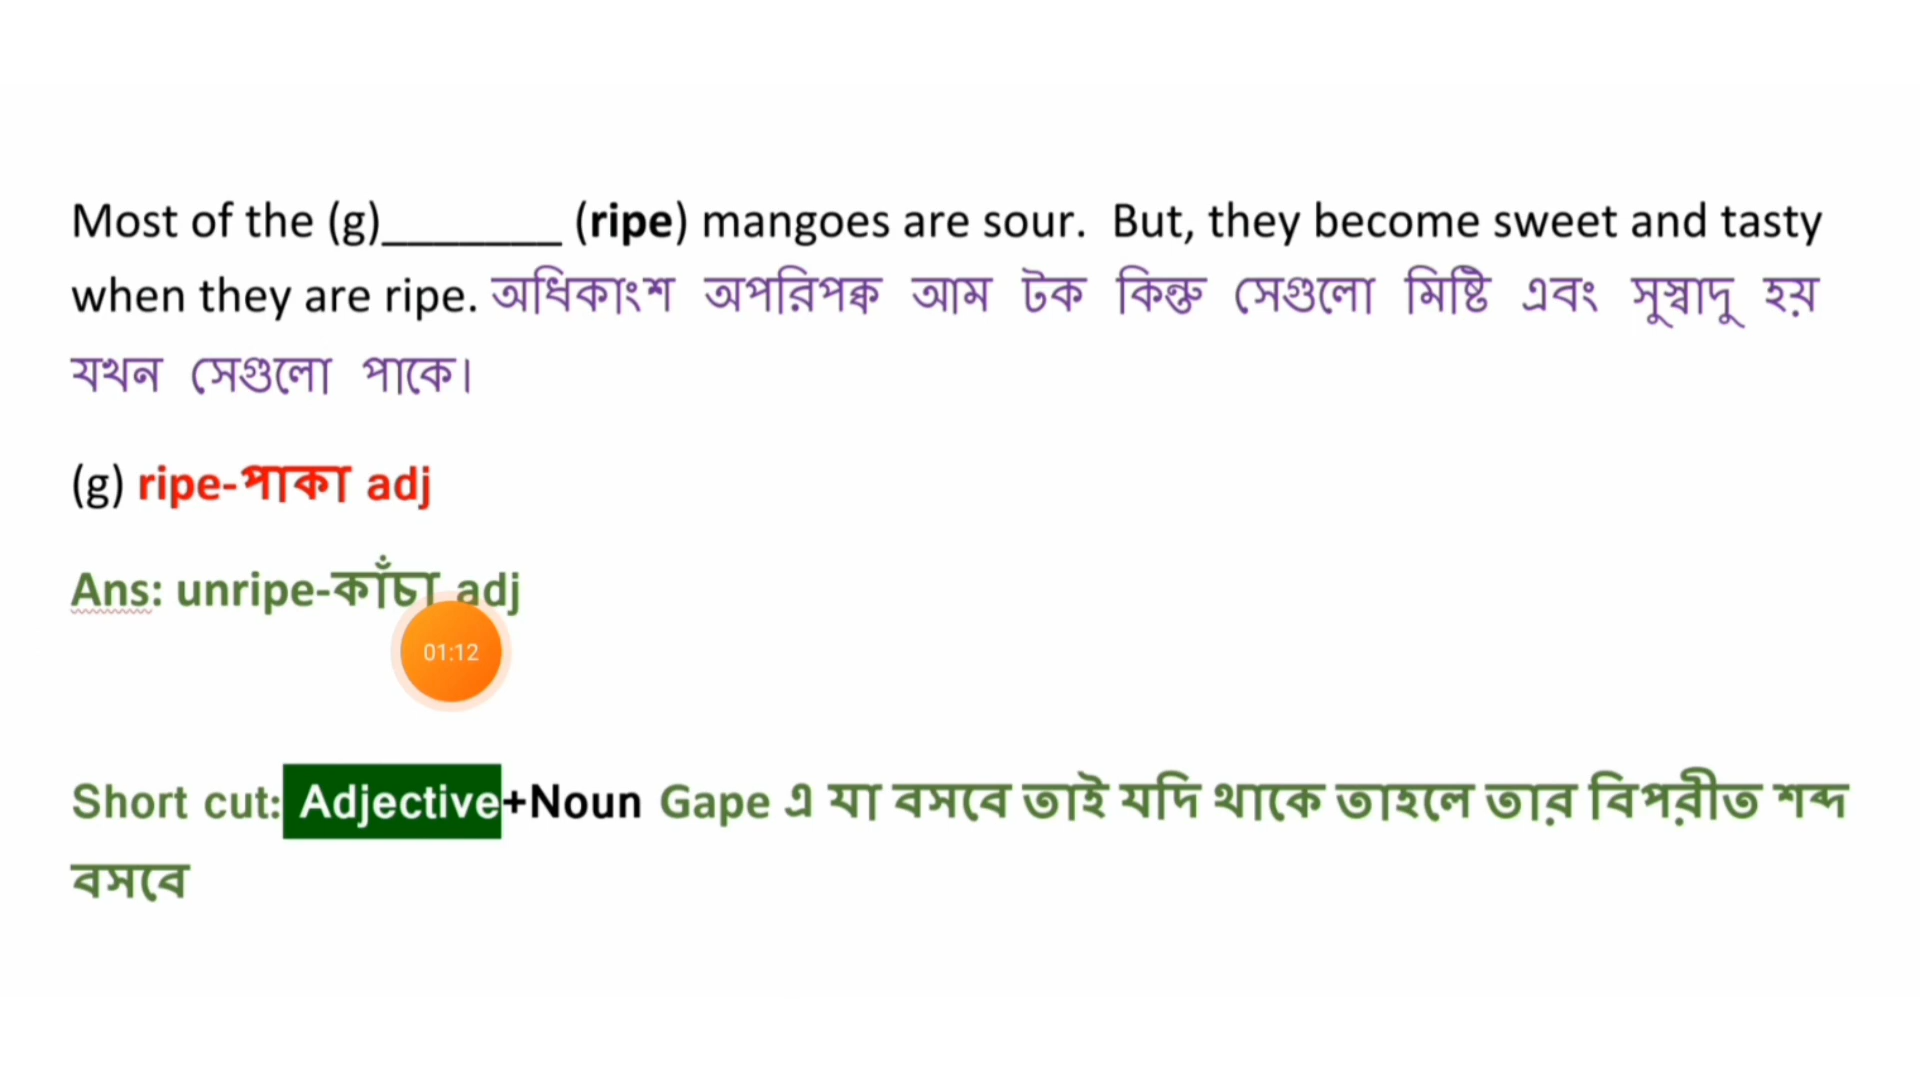 Most of the (g)_______ (ripe) mangoes are sour. But, they become sweet and tasty
when they are ripe. অধিকাংশ অপরিপক্ব আম টক কিন্তু সেগুলো মিষ্টি এবং সুস্বাদু হয়
যখন সেগুলো পাকে।
(g) ripe-পাকা adj
Ans: unripe-কাঁচা adj
01:12
Short cut: Adjective+Noun Gape এ যা বসবে তাই যদি থাকে তাহলে তার বিপরীত শব্দ
বসবে